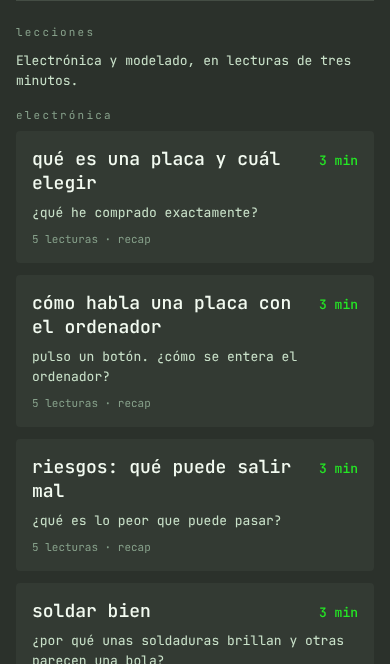 lecciones
Electrónica y modelado, en lecturas de tres
minutos.
electrónica
qué es una placa y cuál
elegir
3 min
¿qué he comprado exactamente?
5 lecturas · recap
cómo habla una placa con
el ordenador
3 min
pulso un botón. ¿cómo se entera el
ordenador?
5 lecturas · recap
riesgos: qué puede salir
mal
3 min
¿qué es lo peor que puede pasar?
5 lecturas · recap
soldar bien
3 min
¿por qué unas soldaduras brillan y otras
parecen una bola?